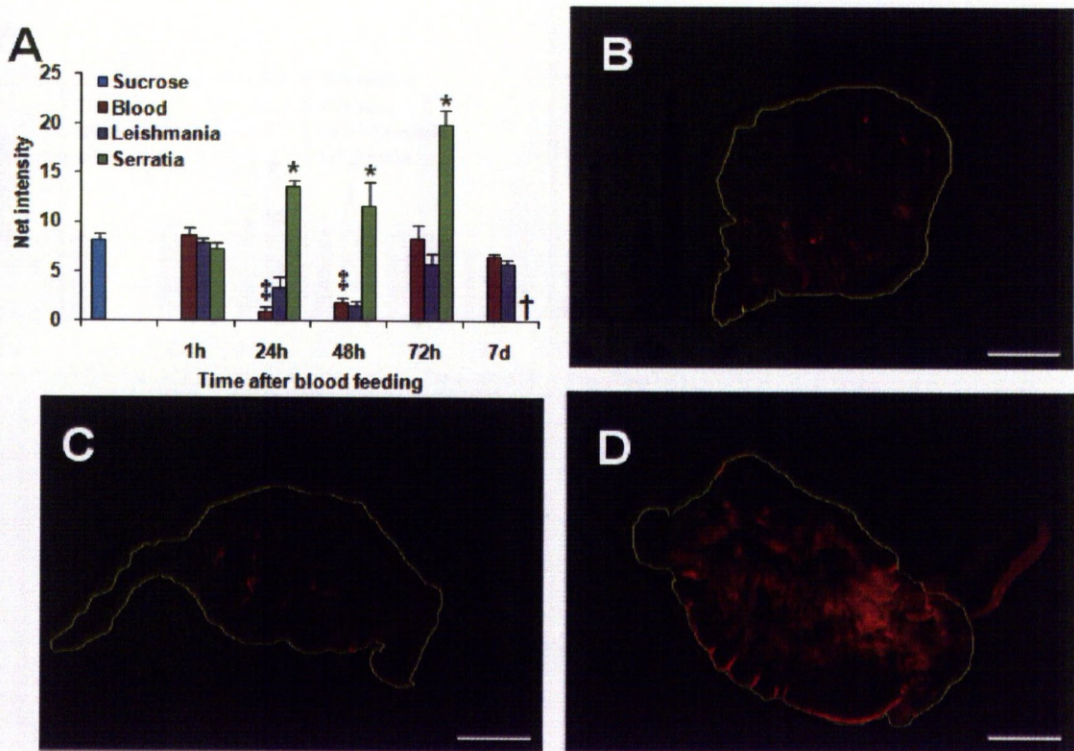 A
25
20
15
10
5
0
Net intensity
Sucrose
Blood
Leishmania
Serratia
‡
*
‡
*
*
†
1h 24h 48h 72h 7d
Time after blood feeding
B
C
D